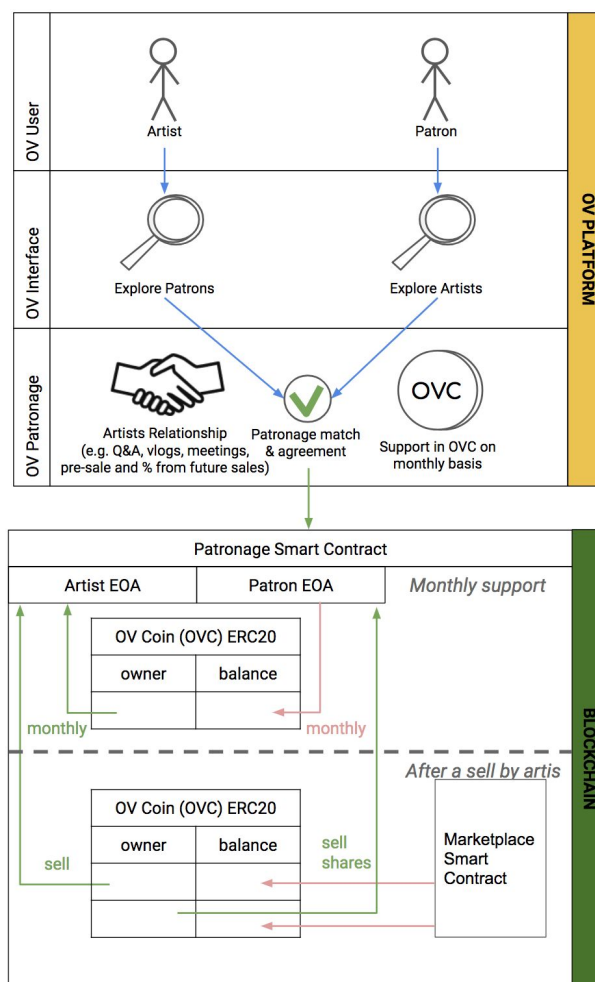 OV User
Artist
Patron
OV PLATFORM
OV Interface
Explore Patrons
Explore Artists
OV Patronage
OVC
Artists Relationship
(e.g. Q&A, vlogs, meetings,
pre-sale and % from future sales)
Patronage match
& agreement
Support in OVC on
monthly basis
Patronage Smart Contract
Artist EOA
Patron EOA
Monthly support
BLOCKCHAIN
OV Coin (OVC) ERC20
owner
balance
monthly
monthly
After a sell by artis
OV Coin (OVC) ERC20
owner
balance
sell
sell
shares
Marketplace
Smart
Contract